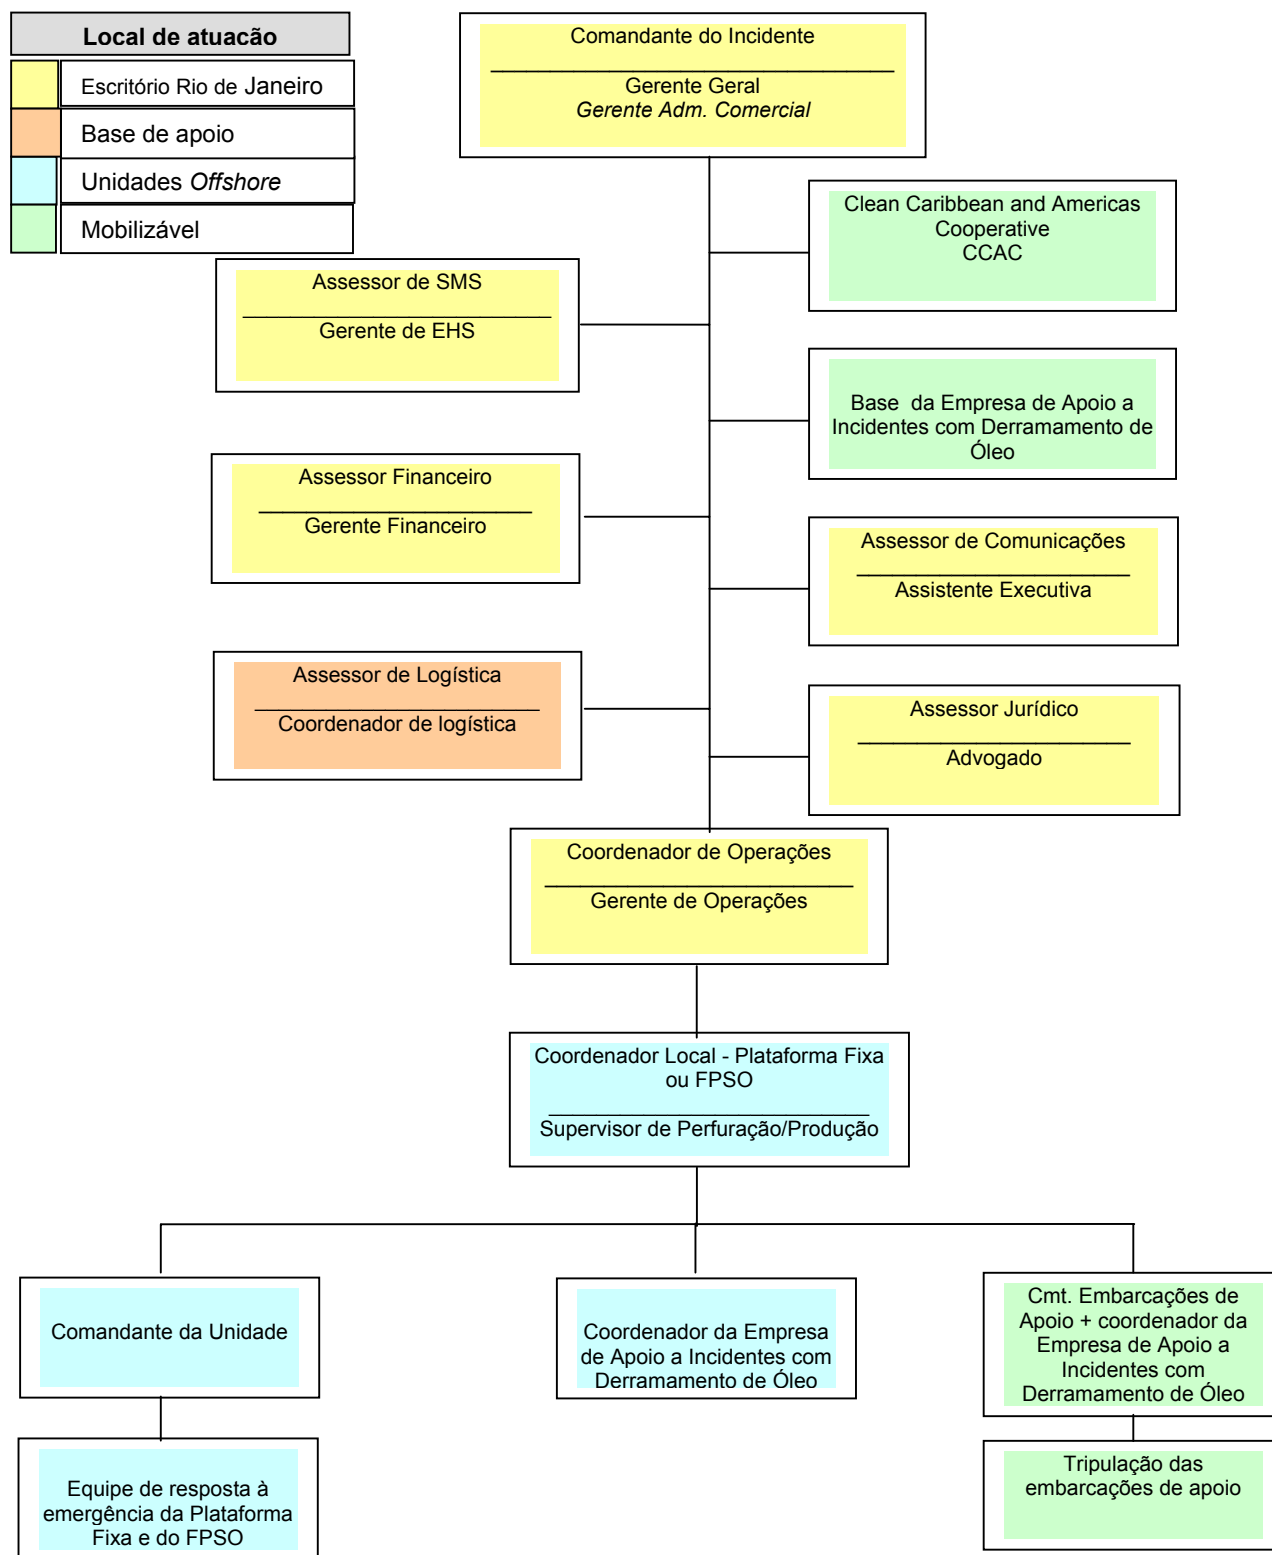 Local de atuacão
Escritório Rio de Janeiro
Base de apoio
Unidades Offshore
Mobilizável
Comandante do Incidente
Gerente Geral
Gerente Adm. Comercial
Clean Caribbean and Americas
Cooperative
CCAC
Assessor de SMS
Gerente de EHS
Base da Empresa de Apoio a
Incidentes com Derramamento de
Óleo
Assessor Financeiro
Gerente Financeiro
Assessor de Comunicações
Assistente Executiva
Assessor de Logística
Coordenador de logística
Assessor Jurídico
Advogado
Coordenador de Operações
Gerente de Operações
Coordenador Local - Plataforma Fixa
ou FPSO
Supervisor de Perfuração/Produção
Comandante da Unidade
Coordenador da Empresa
de Apoio a Incidentes com
Derramamento de Óleo
Cmt. Embarcações de
Apoio + coordenador da
Empresa de Apoio a
Incidentes com
Derramamento de Óleo
Equipe de resposta à
emergência da Plataforma
Fixa e do FPSO
Tripulação das
embarcações de apoio